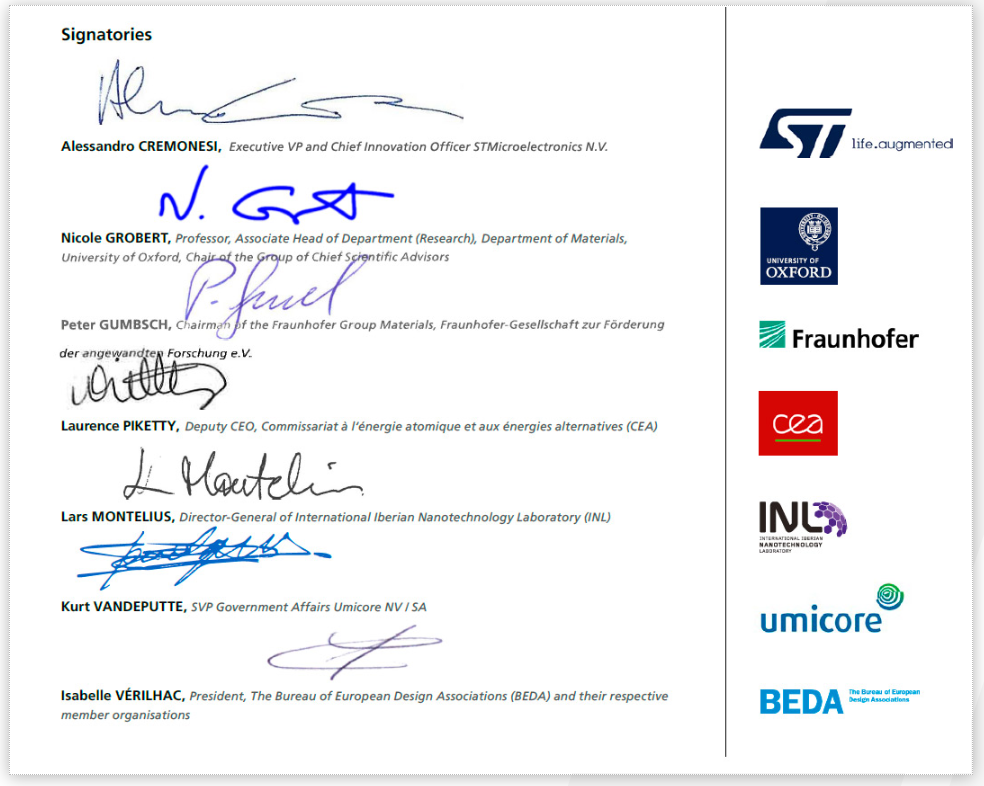 Signatories
Alessandro CREMONESI, Executive VP and Chief Innovation Officer STMicroelectronics N.V.
N. G
Nicole GROBERT, Professor, Associate Head of Department (Research), Department of Materials,
University of Oxford, Chair of the Group of Chief Scientific Advisors
P.
Peter GUMBSCH, Chairman of the Fraunhofer Group Materials, Fraunhofer-Gesellschaft zur Förderung
der angewandten Forschung e.V.
Laurence PIKETTY, Deputy CEO, Commissariat à l'énergie atomique et aux énergies alternatives (CEA)
L Montelius
Lars MONTELIUS, Director-General of International Iberian Nanotechnology Laboratory (INL)
Kurt VANDEPUTTE, SVP Government Affairs Umicore NV / SA
Isabelle VÉRILHAC, President, The Bureau of European Design Associations (BEDA) and their respective
member organisations
ST life.augmented
UNIVERSITY OF
OXFORD
Fraunhofer
cea
INL
INTERNATIONAL IBERIAN
NANOTECHNOLOGY
LABORATORY
umicore
BEDA The Bureau of European
Design Associations